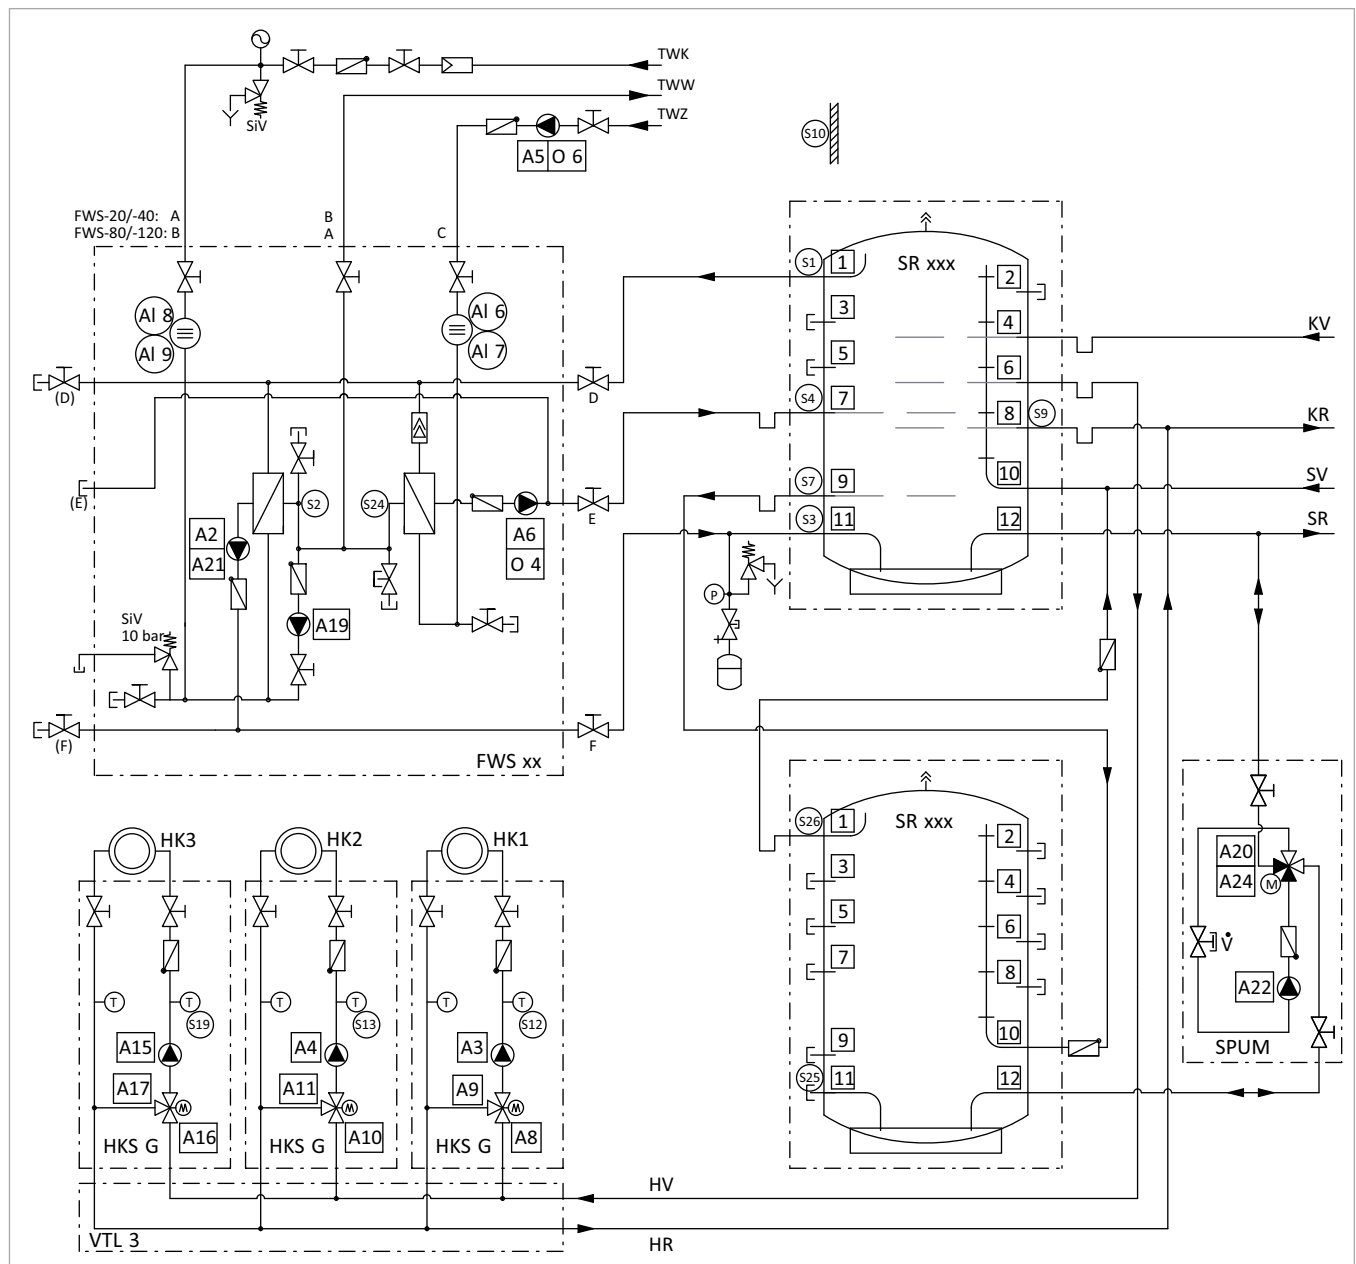 TWK
TWW
TWZ
SiV
A5 O 6
S10
FWS-20/-40: A
FWS-80/-120: B
B
A
C
S1
1
SR xxx
2
3
4
KV
5
6
S4
7
8
S9
KR
S7
9
10
SV
S3
11
12
SR
Al 8
Al 9
Al 6
Al 7
(D)
D
(E)
E
S2
S24
A2
A21
A6
O 4
P
SiV
10 bar
A19
(F)
F
FWS xx
HK3
HK2
HK1
S26
1
SR xxx
2
3
4
5
6
7
8
9
10
S25
11
12
A20
A24
M
V̇
A22
SPUM
T
T
S19
T
T
S13
T
T
S12
A15
A4
A3
A17
M
A11
M
A9
M
A16
A10
A8
HKS G
HKS G
HKS G
HV
VTL 3
HR